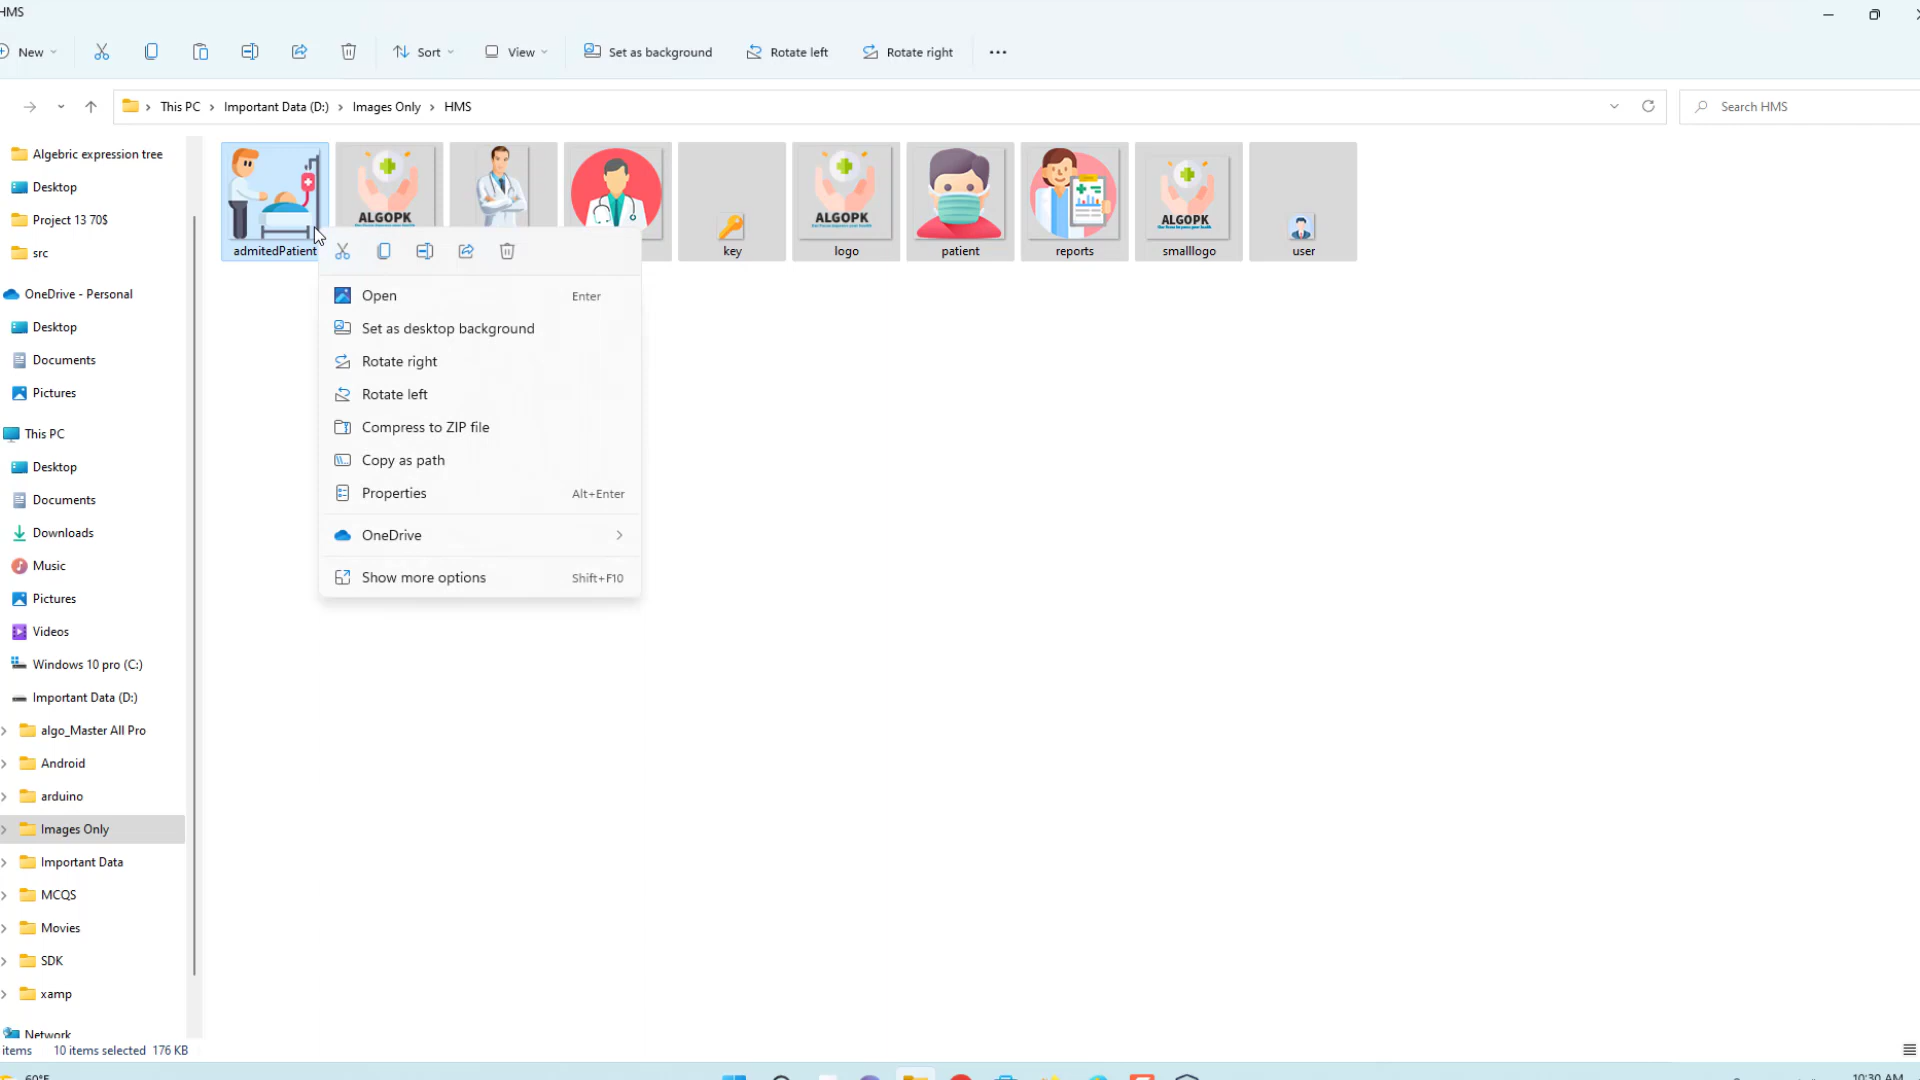 HMS
New
Sort
View
Set as background
Rotate left
Rotate right
This PC
Important Data (D:)
Images Only
HMS
Search HMS
Algebric expression tree
Desktop
Project 13 70$
src
OneDrive - Personal
Desktop
Documents
Pictures
This PC
Desktop
Documents
Downloads
Music
Pictures
Videos
Windows 10 pro (C:)
Important Data (D:)
algo_Master All Pro
Android
arduino
Images Only
Important Data
MCQS
Movies
SDK
xamp
Network
ALGOPK
ALGOPK
ALGOPK
admitedPatient
key
logo
patient
reports
smalllogo
user
Open Enter
Set as desktop background
Rotate right
Rotate left
Compress to ZIP file
Copy as path
Properties Alt+Enter
OneDrive
Show more options Shift+F10
items 10 items selected 176 KB
60°F
10:30 AM